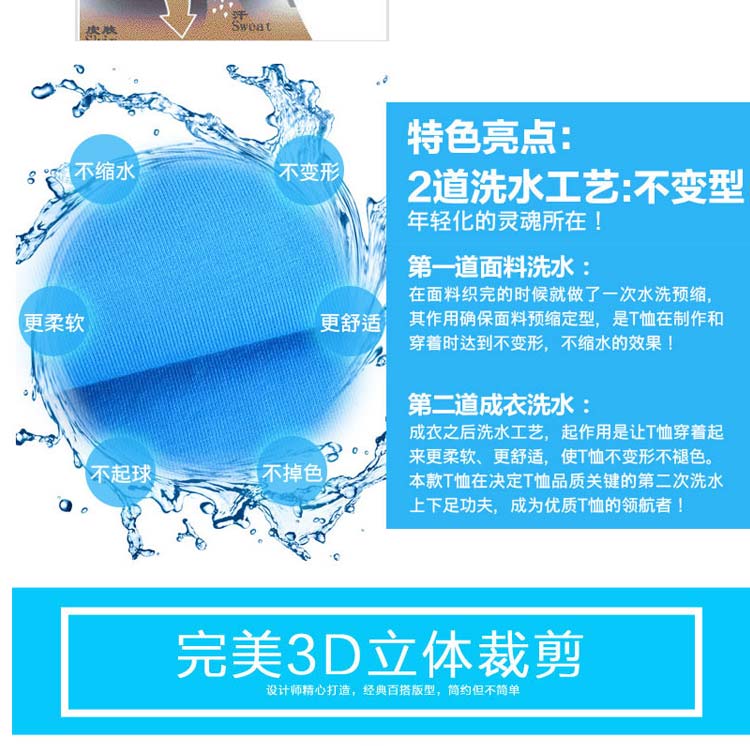 汗
皮肤 Sweat
Skin
不缩水 不变形
更柔软 更舒适
不起球 不掉色
特色亮点：
2道洗水工艺:不变型
年轻化的灵魂所在！
第一道面料洗水：
在面料织完的时候就做了一次水洗预缩，
其作用确保面料预缩定型，是T恤在制作和
穿着时达到不变形，不缩水的效果！
第二道成衣洗水：
成衣之后洗水工艺，起作用是让T恤穿着起
来更柔软、更舒适，使T恤不变形不褪色。
本款T恤在决定T恤品质关键的第二次洗水
上下足功夫，成为优质T恤的领航者！
完美3D立体裁剪
设计师精心打造，经典百搭版型，简约但不简单